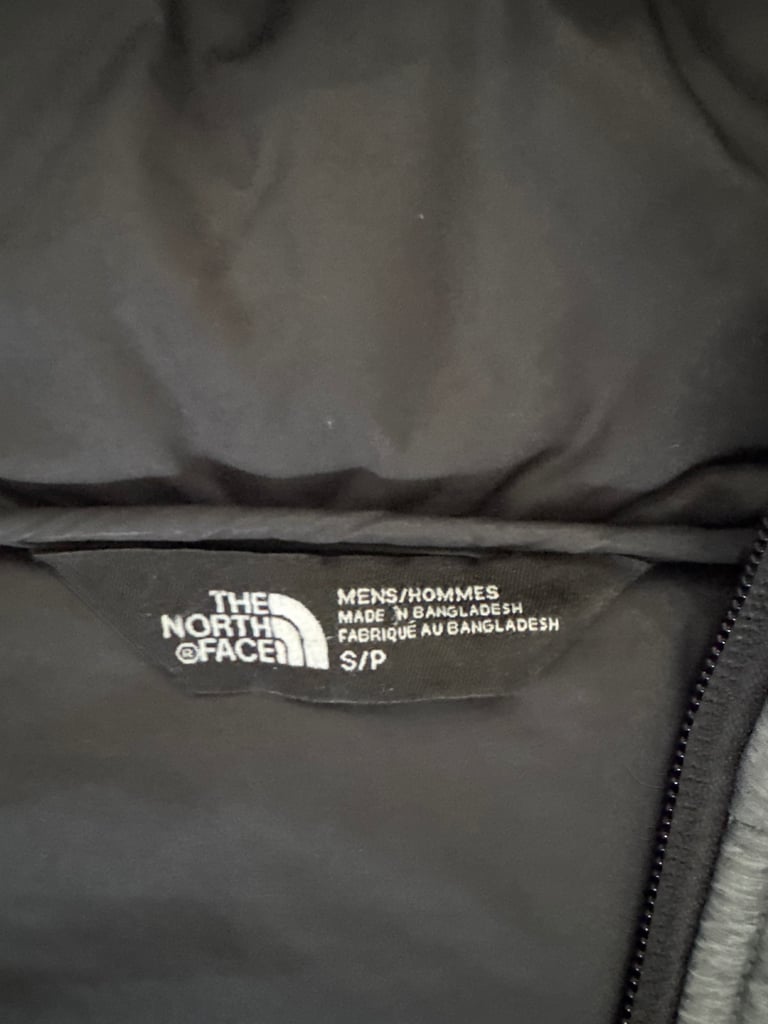 THE
NORTH
®FACE
MENS/HOMMES
MADE IN BANGLADESH
FABRIQUÉ AU BANGLADESH
S/P